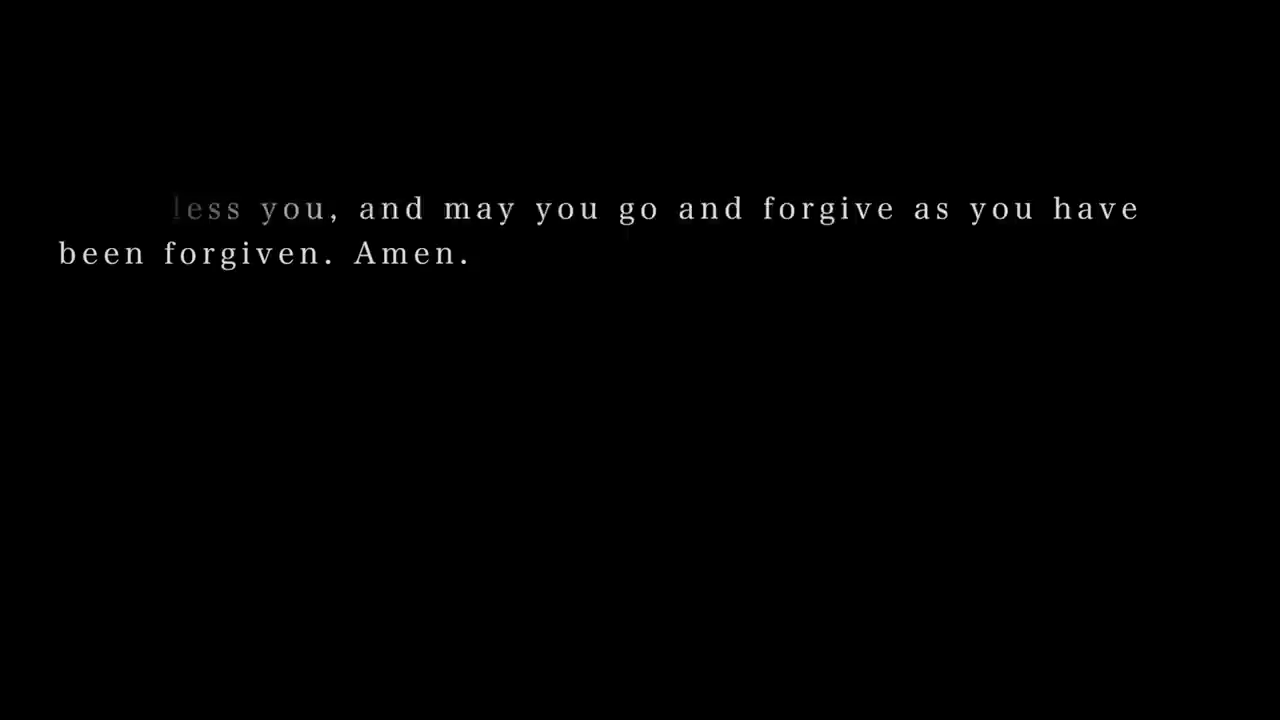 less you, and may you go and forgive as you have
been forgiven. Amen.